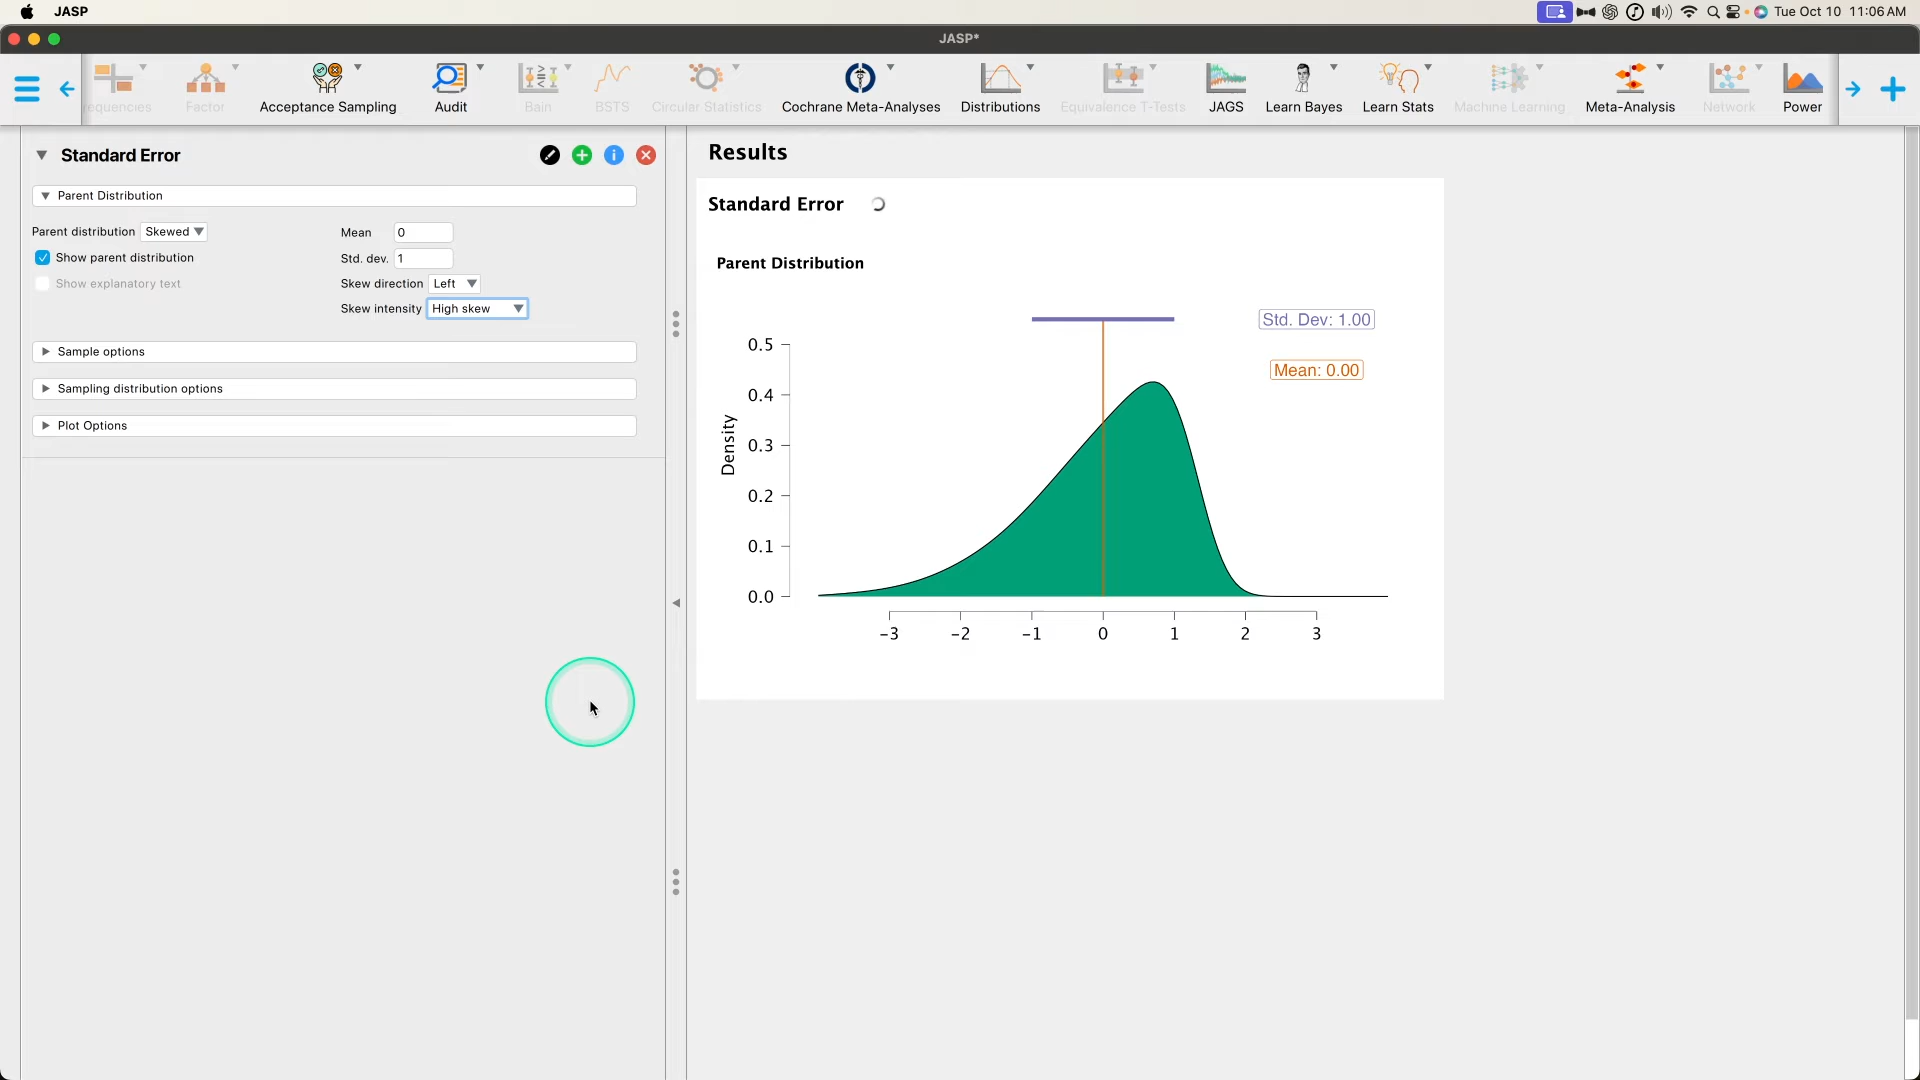 JASP
Tue Oct 10 11:06 AM
JASP*
requencies
Factor
Acceptance Sampling
Audit
Bain
BSTS
Circular Statistics
Cochrane Meta-Analyses
Distributions
Equivalence T-Tests
JAGS
Learn Bayes
Learn Stats
Machine Learning
Meta-Analysis
Network
Power
Standard Error
Parent Distribution
Parent distribution Skewed
Show parent distribution
Show explanatory text
Mean 0
Std. dev. 1
Skew direction Left
Skew intensity High skew
Sample options
Sampling distribution options
Plot Options
Results
Standard Error
Parent Distribution
Std. Dev: 1.00
Mean: 0.00
Density
0.5
0.4
0.3
0.2
0.1
0.0
−3 −2 −1 0 1 2 3